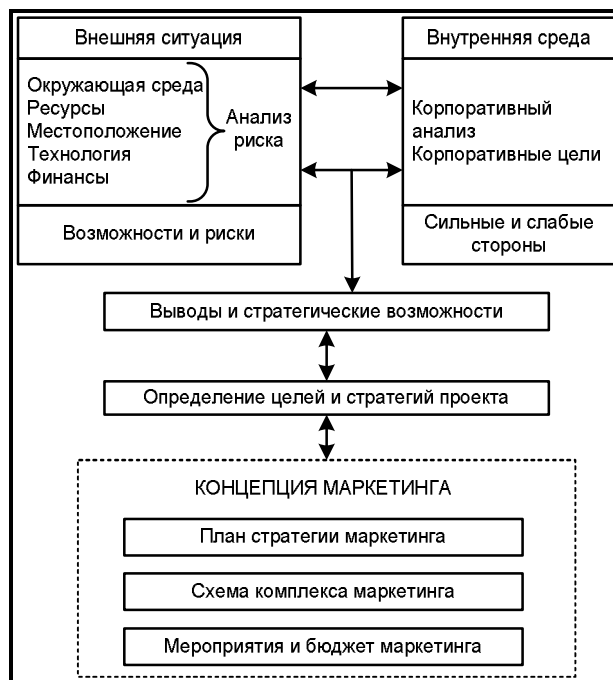 Внешняя ситуация
Окружающая среда
Ресурсы
Местоположение
Технология
Финансы
Анализ
риска
Возможности и риски
Внутренняя среда
Корпоративный
анализ
Корпоративные цели
Сильные и слабые
стороны
Выводы и стратегические возможности
Определение целей и стратегий проекта
КОНЦЕПЦИЯ МАРКЕТИНГА
План стратегии маркетинга
Схема комплекса маркетинга
Мероприятия и бюджет маркетинга